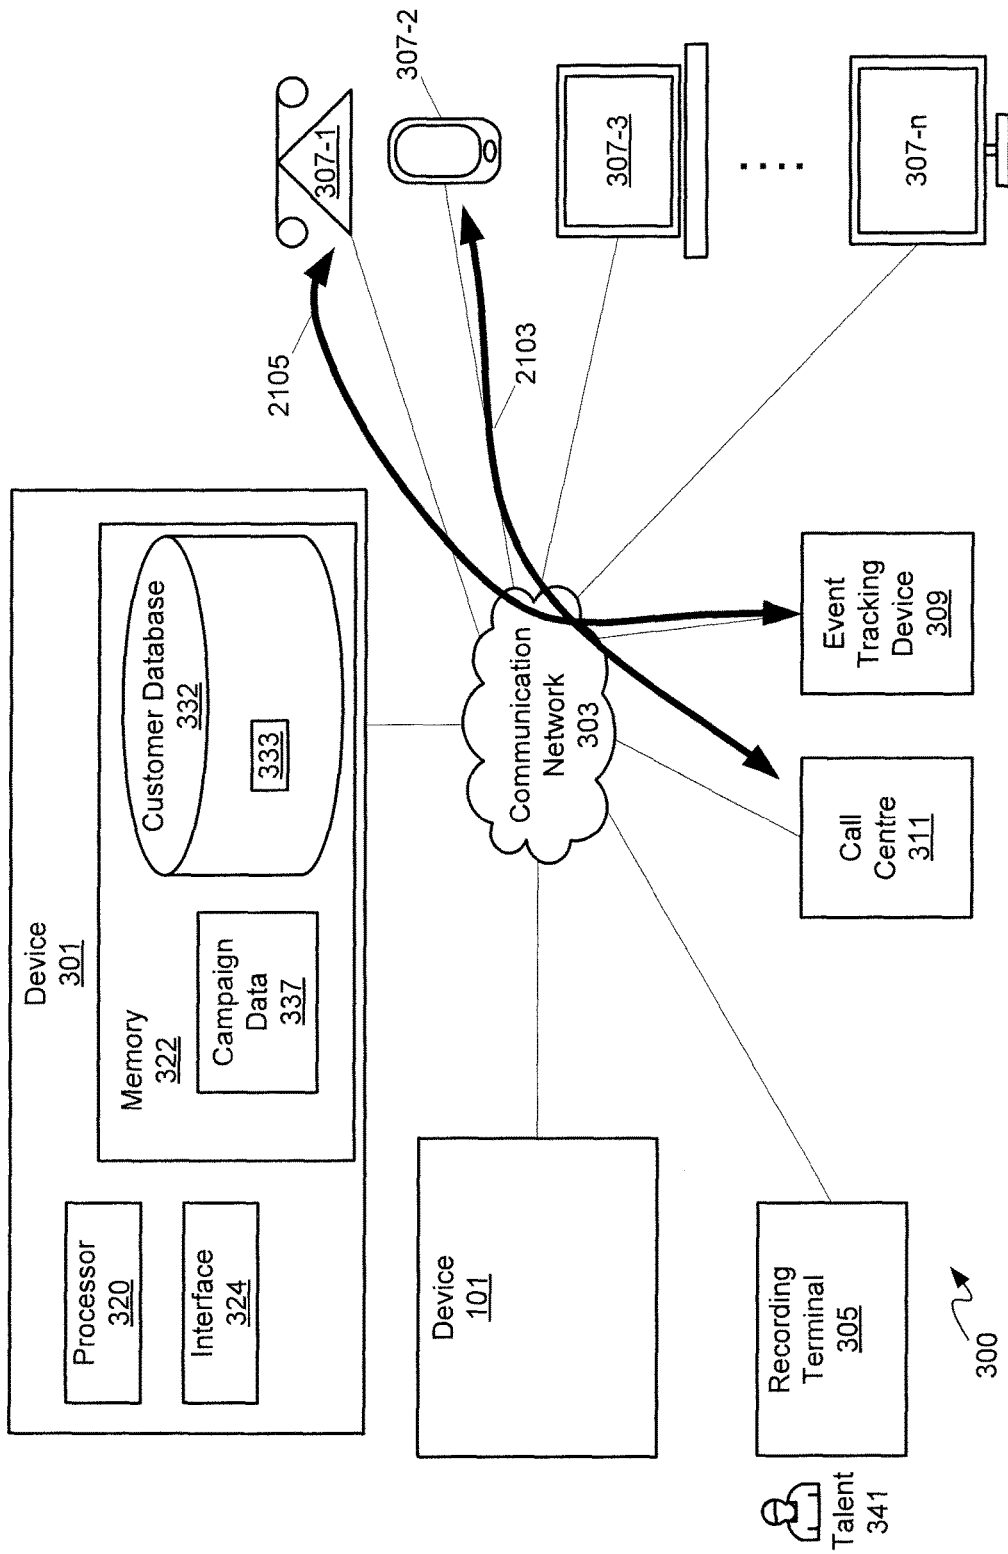 Device
301
Processor
320
Interface
324
Memory
322
Campaign
Data
337
Customer Database
332
333
Device
101
Communication
Network
303
2105
2103
307-1
307-2
307-3
....
307-n
Talent
341
Recording
Terminal
305
Call
Centre
311
Event
Tracking
Device
309
300